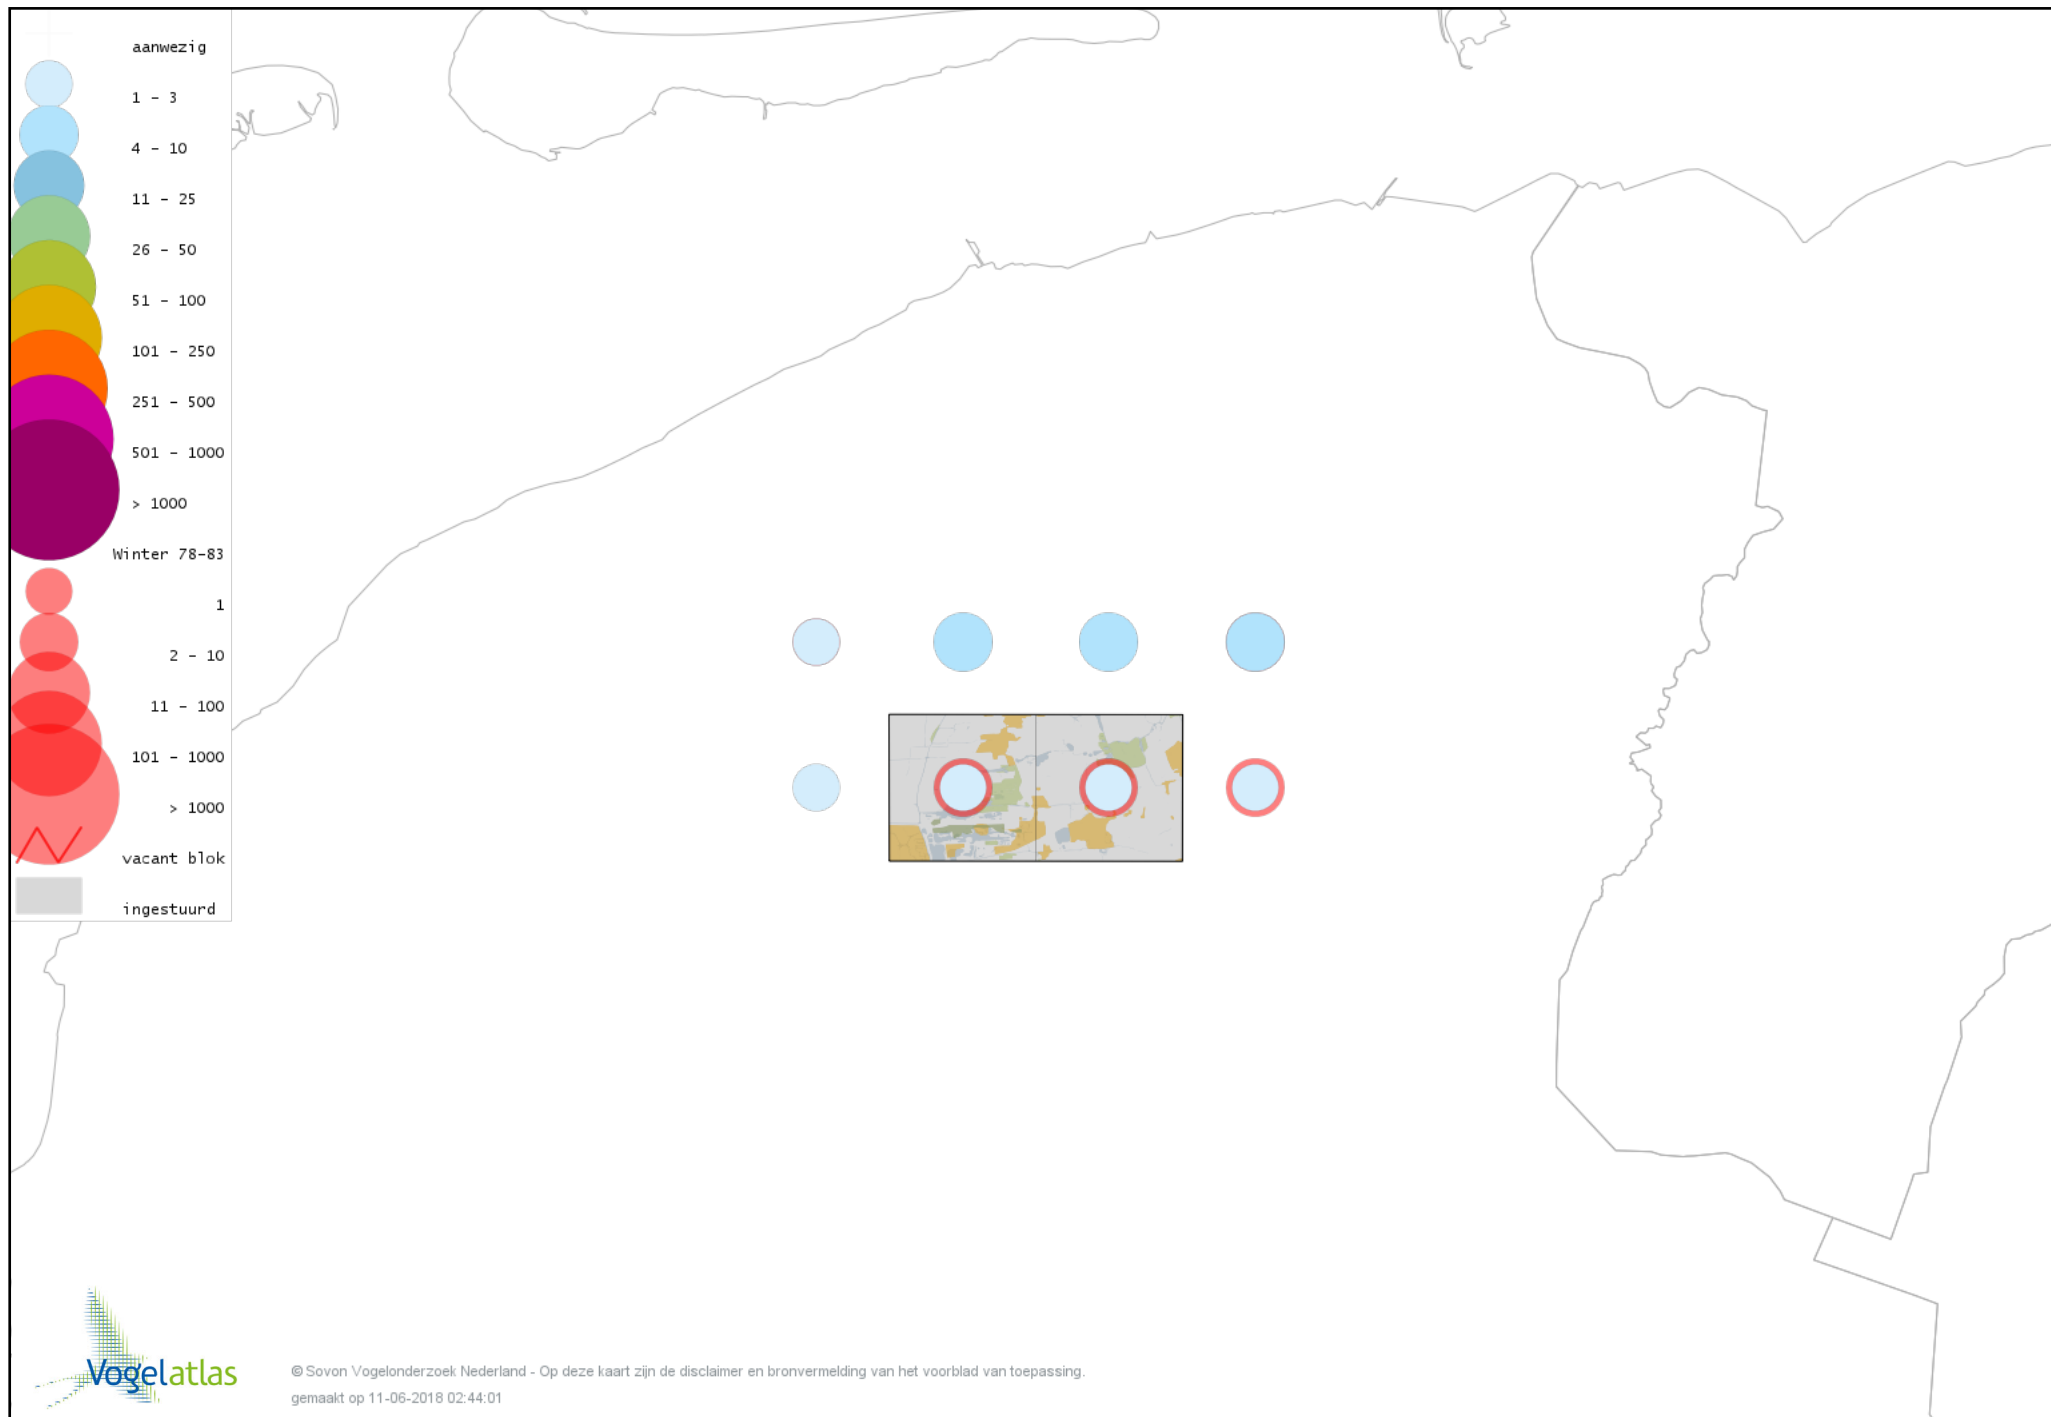 aanwezig
1 - 3
4 - 10
11 - 25
26 - 50
51 - 100
101 - 250
251 - 500
501 - 1000
> 1000
Winter 78-83
1
2 - 10
11 - 100
101 - 1000
> 1000
vacant blok
ingestuurd
Vogelatlas
© Sovon Vogelonderzoek Nederland - Op deze kaart zijn de disclaimer en bronvermelding van het voorblad van toepassing.
gemaakt op 11-06-2018 02:44:01